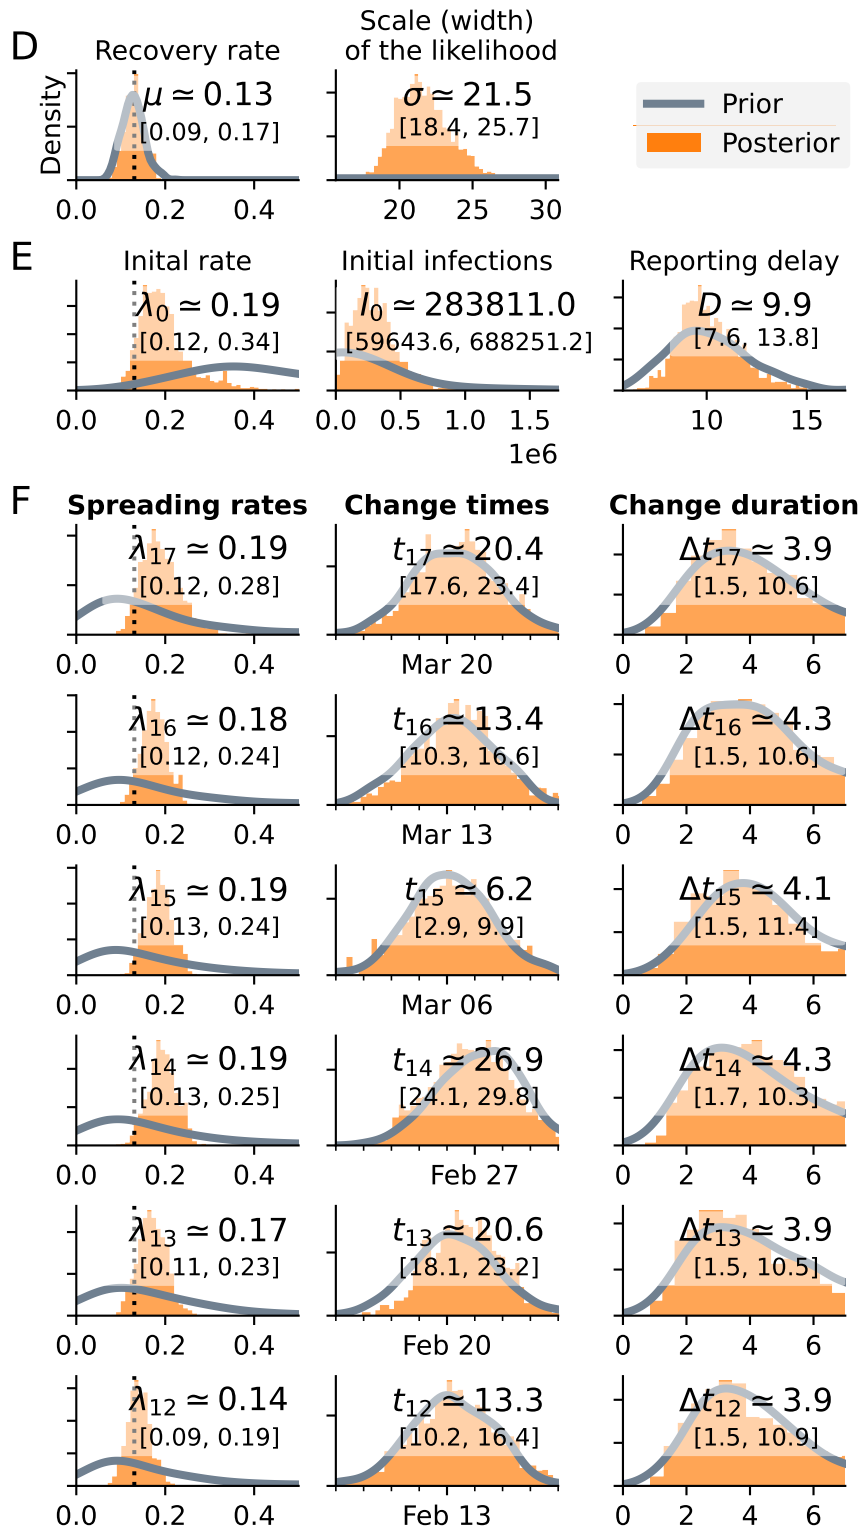 D
Recovery rate
Scale (width)
of the likelihood
Density
μ ≃ 0.13
[0.09, 0.17]
σ ≃ 21.5
[18.4, 25.7]
Prior
Posterior
0.0 0.2 0.4
20 25 30
E
Inital rate
Initial infections
Reporting delay
λ0 ≃ 0.19
[0.12, 0.34]
I0 ≃ 283811.0
[59643.6, 688251.2]
D ≃ 9.9
[7.6, 13.8]
0.0 0.2 0.4
0.0 0.5 1.0 1.5
1e6
10 15
F
Spreading rates
Change times
Change duration
λ17 ≃ 0.19
[0.12, 0.28]
t17 ≃ 20.4
[17.6, 23.4]
Δt17 ≃ 3.9
[1.5, 10.6]
0.0 0.2 0.4
Mar 20
0 2 4 6
λ16 ≃ 0.18
[0.12, 0.24]
t16 ≃ 13.4
[10.3, 16.6]
Δt16 ≃ 4.3
[1.5, 10.6]
0.0 0.2 0.4
Mar 13
0 2 4 6
λ15 ≃ 0.19
[0.13, 0.24]
t15 ≃ 6.2
[2.9, 9.9]
Δt15 ≃ 4.1
[1.5, 11.4]
0.0 0.2 0.4
Mar 06
0 2 4 6
λ14 ≃ 0.19
[0.13, 0.25]
t14 ≃ 26.9
[24.1, 29.8]
Δt14 ≃ 4.3
[1.7, 10.3]
0.0 0.2 0.4
Feb 27
0 2 4 6
λ13 ≃ 0.17
[0.11, 0.23]
t13 ≃ 20.6
[18.1, 23.2]
Δt13 ≃ 3.9
[1.5, 10.5]
0.0 0.2 0.4
Feb 20
0 2 4 6
λ12 ≃ 0.14
[0.09, 0.19]
t12 ≃ 13.3
[10.2, 16.4]
Δt12 ≃ 3.9
[1.5, 10.9]
0.0 0.2 0.4
Feb 13
0 2 4 6